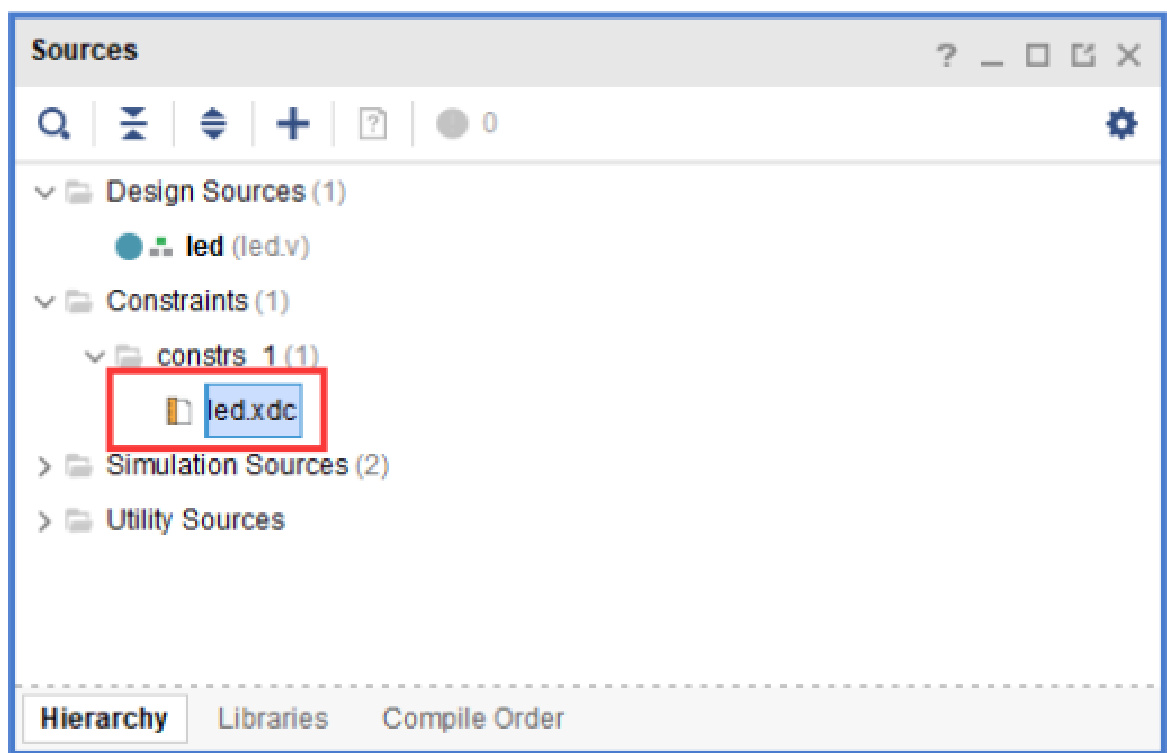 Sources
? 0
Design Sources (1)
led (led.v)
Constraints (1)
constrs_1 (1)
led.xdc
Simulation Sources (2)
Utility Sources
Hierarchy Libraries Compile Order